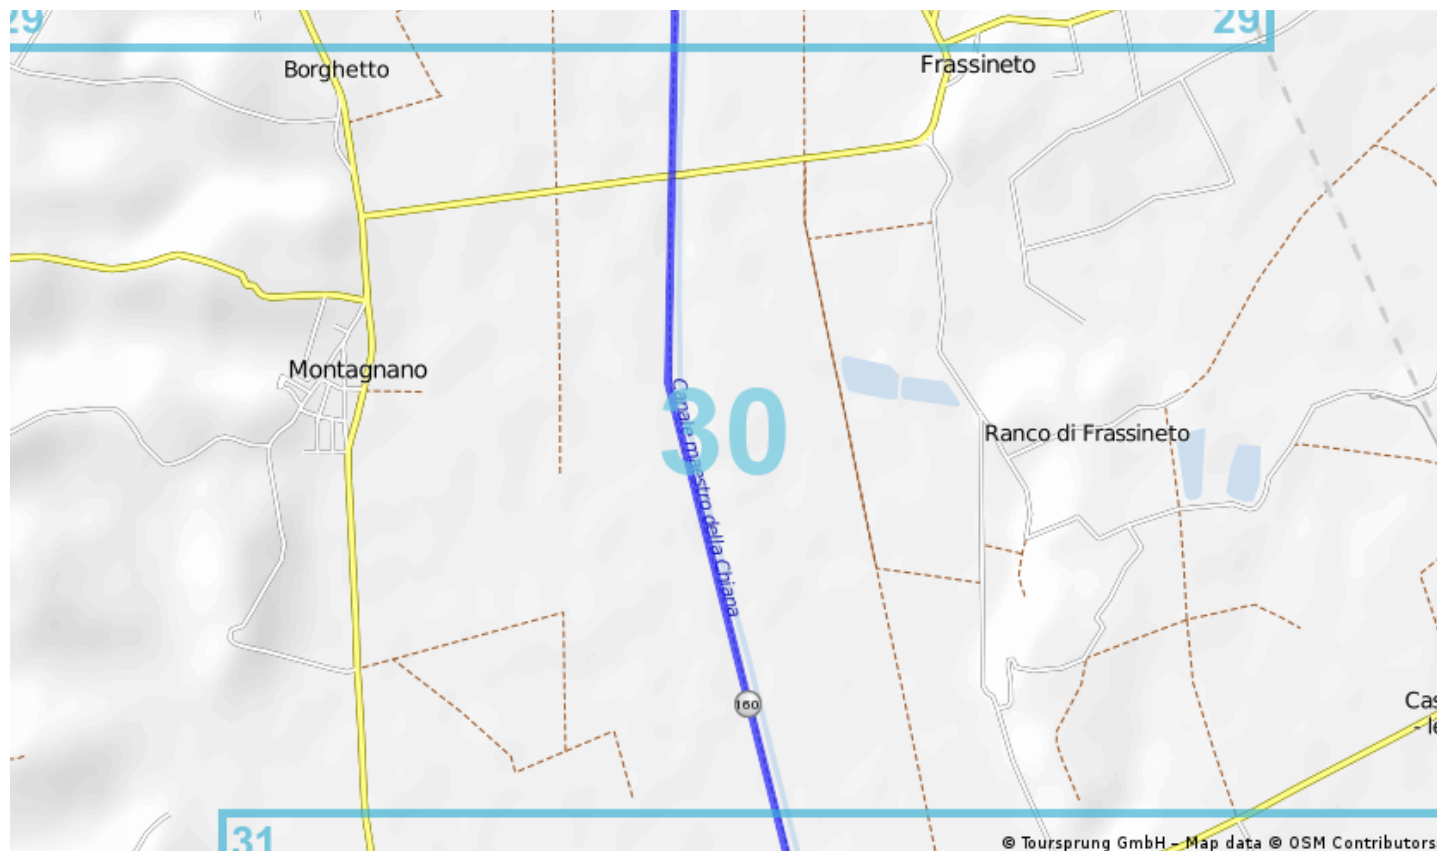 29
29
Borghetto
Frassineto
Montagnano
30
Canale maestro della Chiana
Ranco di Frassineto
160
31
© Toursprung GmbH – Map data © OSM Contributors